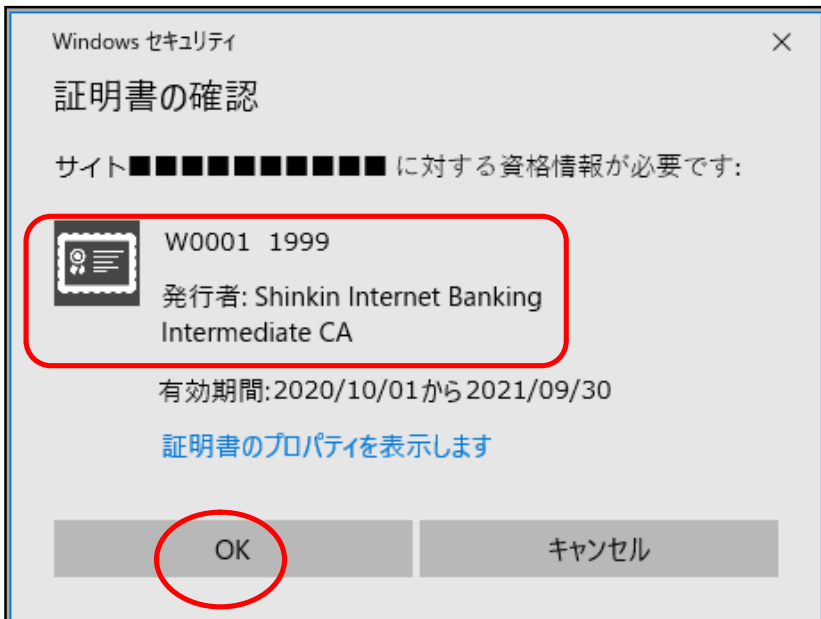 Windows セキュリティ
証明書の確認
サイト■■■■■■■■■■ に対する資格情報が必要です:
W0001 1999
発行者: Shinkin Internet Banking
Intermediate CA
有効期間:2020/10/01から2021/09/30
証明書のプロパティを表示します
OK キャンセル